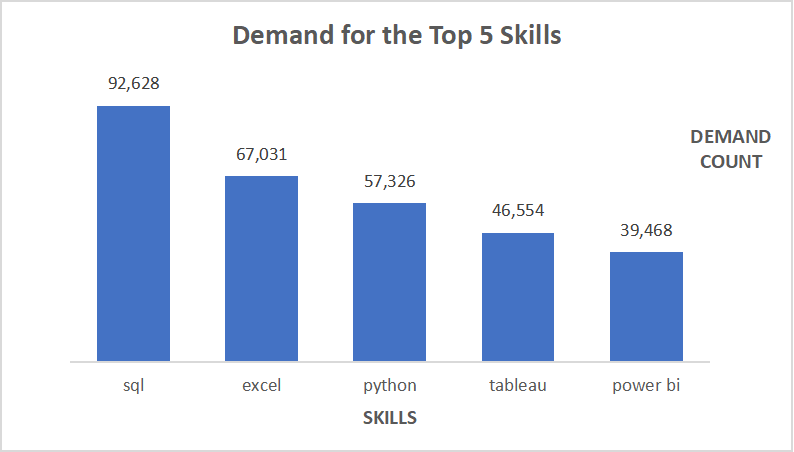 Demand for the Top 5 Skills
92,628
67,031
57,326
46,554
39,468
DEMAND
COUNT
sql
excel
python
tableau
power bi
SKILLS